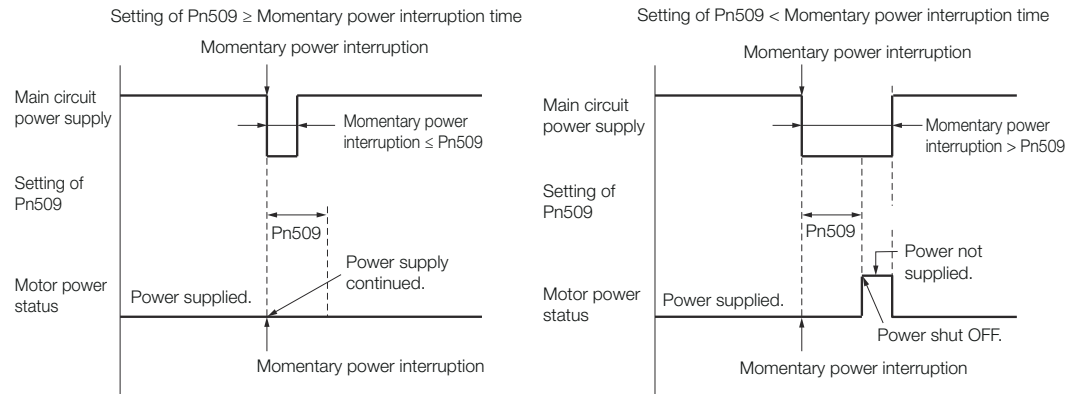 Setting of Pn509 ≥ Momentary power interruption time
Momentary power interruption
Main circuit
power supply
Momentary power
interruption ≤ Pn509
Setting of
Pn509
Pn509
Power supply
continued.
Motor power
status
Power supplied.
Momentary power interruption
Setting of Pn509 < Momentary power interruption time
Momentary power interruption
Main circuit
power supply
Momentary power
interruption > Pn509
Setting of
Pn509
Pn509
Power not
supplied.
Motor power
status
Power supplied.
Power shut OFF.
Momentary power interruption